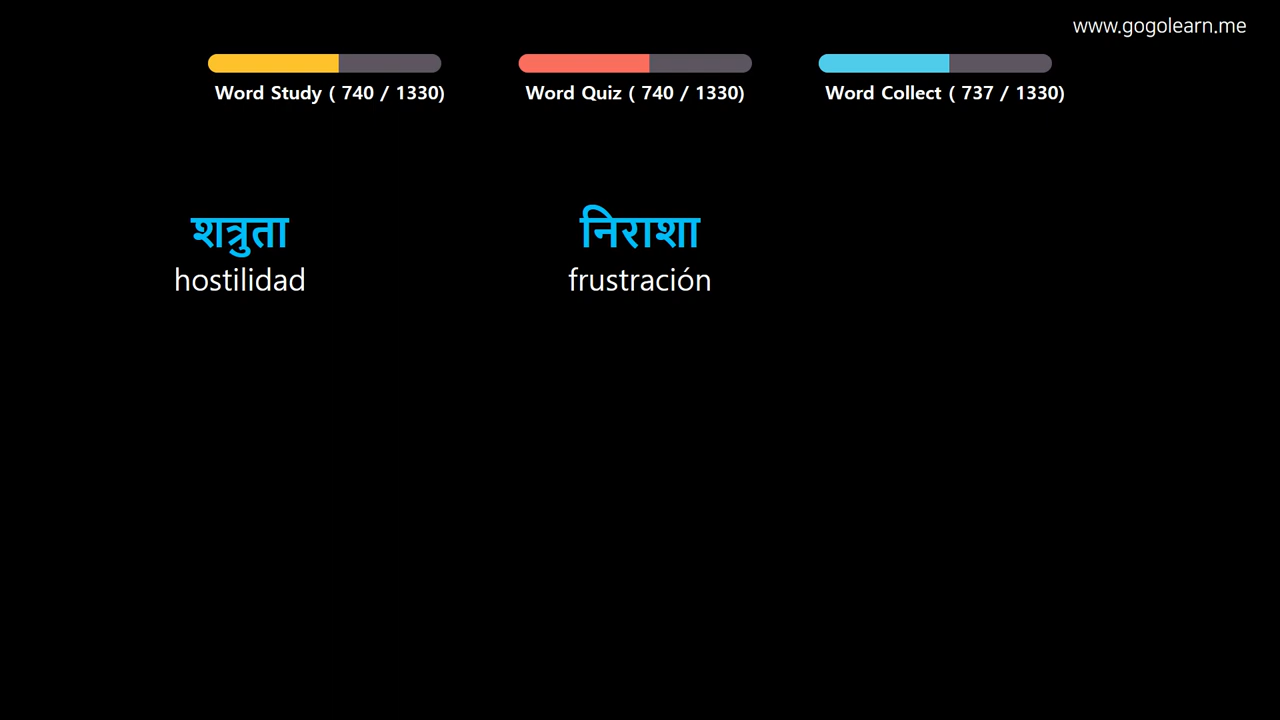 www.gogolearn.me
Word Study ( 740 / 1330)
Word Quiz ( 740 / 1330)
Word Collect ( 737 / 1330)
शत्रुता
hostilidad
निराशा
frustración